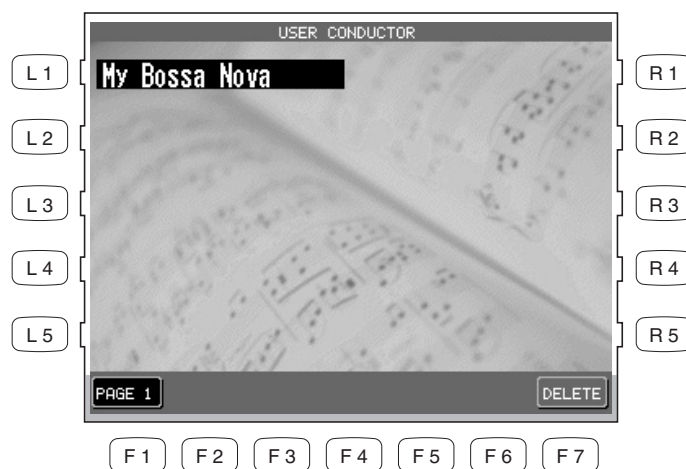 USER CONDUCTOR
L 1
My Bossa Nova
R 1
L 2
R 2
L 3
R 3
L 4
R 4
L 5
R 5
PAGE 1
DELETE
F 1 F 2 F 3 F 4 F 5 F 6 F 7